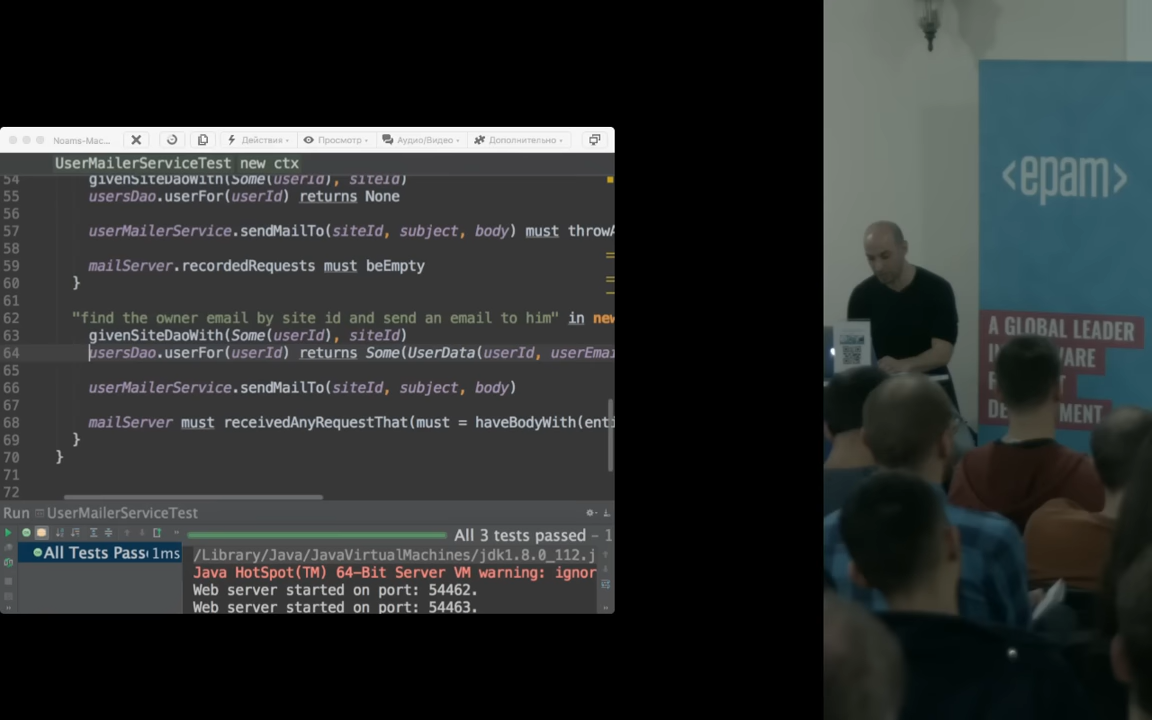 Noams-Mac...
Действия
Просмотр
Аудио/Видео
Дополнительно
UserMailerServiceTest new ctx
54 givenSiteDaoWith(Some(userId), siteId)
55 usersDao.userFor(userId) returns None
56
57 userMailerService.sendMailTo(siteId, subject, body) must throwA
58
59 mailServer.recordedRequests must beEmpty
60 }
61
62 "find the owner email by site id and send an email to him" in new
63 givenSiteDaoWith(Some(userId), siteId)
64 usersDao.userFor(userId) returns Some(UserData(userId, userEmai
65
66 userMailerService.sendMailTo(siteId, subject, body)
67
68 mailServer must receivedAnyRequestThat(must = haveBodyWith(enti
69 }
70 }
71
72
Run UserMailerServiceTest
All 3 tests passed – 1
All Tests Pass 1ms
/Library/Java/JavaVirtualMachines/jdk1.8.0_112.j
Java HotSpot(TM) 64-Bit Server VM warning: ignor
Web server started on port: 54462.
Web server started on port: 54463.
<epam>
A GLOBAL LEADER